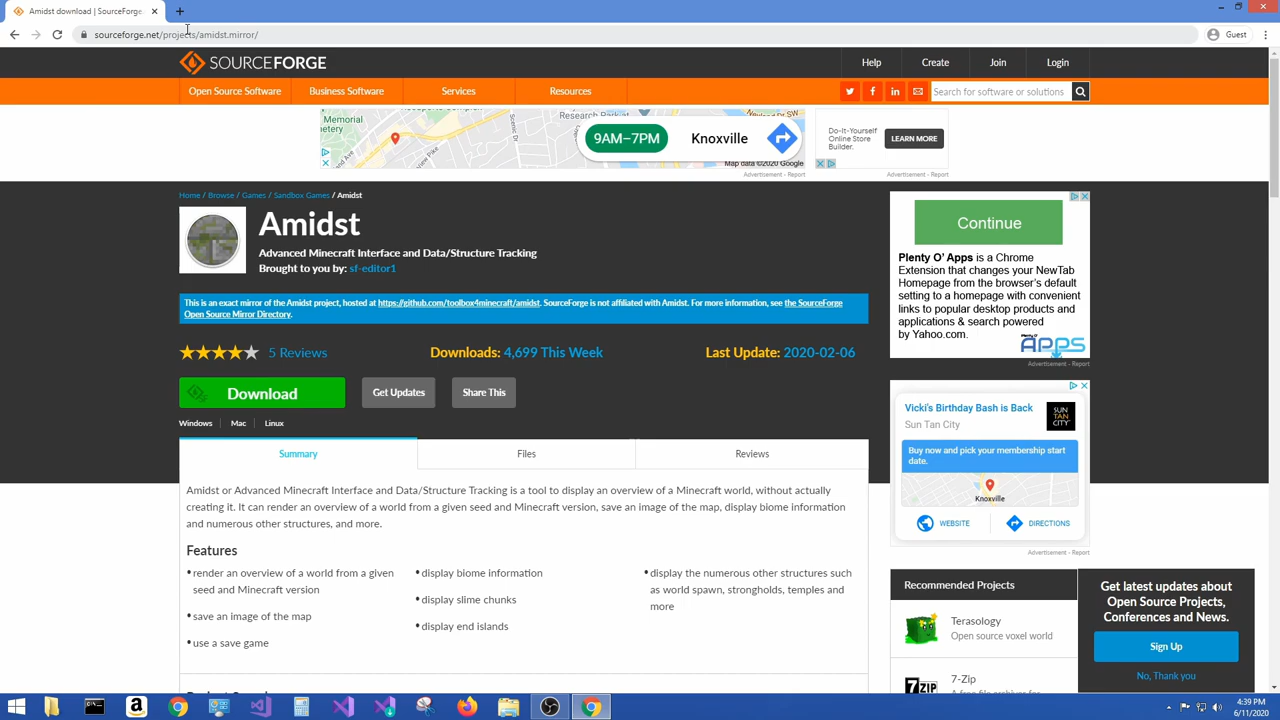 Amidst download | SourceForge
sourceforge.net/projects/amidst.mirror/
Guest
SOURCEFORGE
Help
Create
Join
Login
Open Source Software
Business Software
Services
Resources
Search for software or solutions
Memorial
Research Park
9AM–7PM
Knoxville
Map data ©2020 Google
Do-It-Yourself
Online Store
Builder.
LEARN MORE
Advertisement - Report
Advertisement - Report
Home / Browse / Games / Sandbox Games / Amidst
Amidst
Advanced Minecraft Interface and Data/Structure Tracking
Brought to you by: sf-editor1
This is an exact mirror of the Amidst project, hosted at https://github.com/toolbox4minecraft/amidst. SourceForge is not affiliated with Amidst. For more information, see the SourceForge
Open Source Mirror Directory.
5 Reviews
Downloads: 4,699 This Week
Last Update: 2020-02-06
Download
Get Updates
Share This
Windows
Mac
Linux
Summary
Files
Reviews
Amidst or Advanced Minecraft Interface and Data/Structure Tracking is a tool to display an overview of a Minecraft world, without actually
creating it. It can render an overview of a world from a given seed and Minecraft version, save an image of the map, display biome information
and numerous other structures, and more.
Features
• render an overview of a world from a given
seed and Minecraft version
• save an image of the map
• use a save game
• display biome information
• display slime chunks
• display end islands
• display the numerous other structures such
as world spawn, strongholds, temples and
more
Continue
Plenty O' Apps is a Chrome
Extension that changes your NewTab
Homepage from the browser's default
setting to a homepage with convenient
links to popular desktop products and
applications & search powered
by Yahoo.com.
Plenty O'
APPS
Advertisement - Report
Vicki's Birthday Bash is Back
Sun Tan City
SUN
TAN
CITY
Buy now and pick your membership start
date.
Knoxville
WEBSITE
DIRECTIONS
Advertisement - Report
Recommended Projects
Terasology
Open source voxel world
7-Zip
7ZIP
Get latest updates about
Open Source Projects,
Conferences and News.
Sign Up
No, Thank you
4:39 PM
6/11/2020